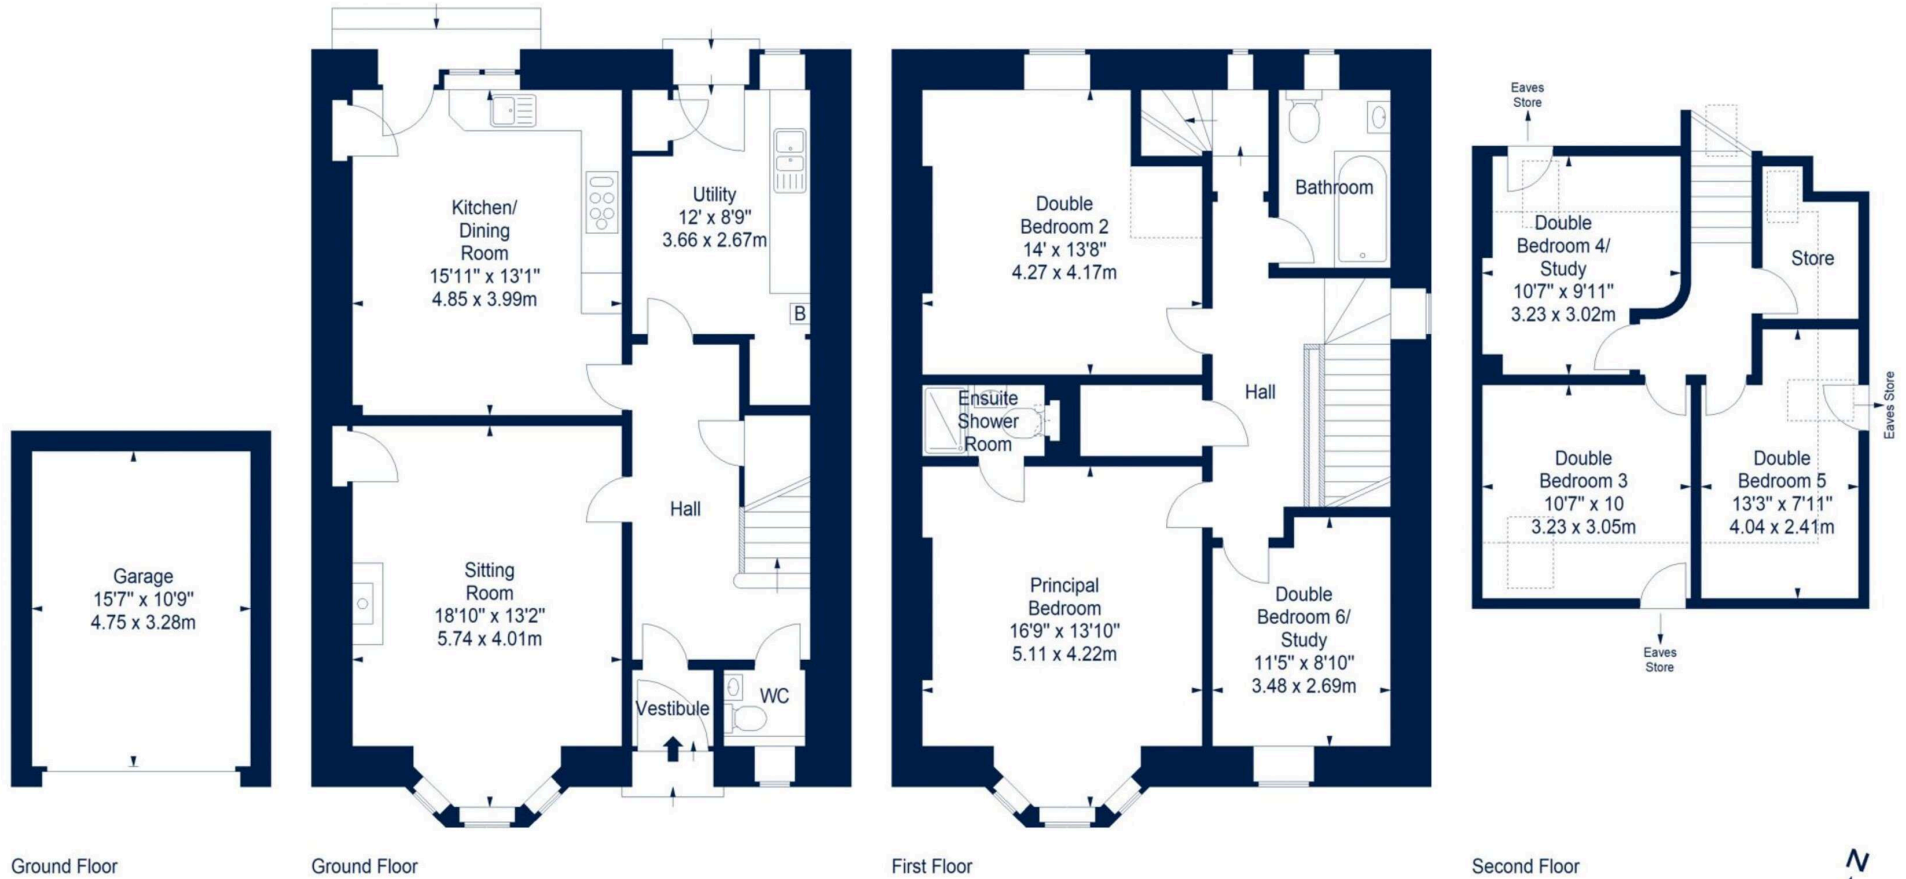 Garage
15'7" x 10'9"
4.75 x 3.28m
Ground Floor
Kitchen/
Dining
Room
15'11" x 13'1"
4.85 x 3.99m
Utility
12' x 8'9"
3.66 x 2.67m
B
Sitting
Room
18'10" x 13'2"
5.74 x 4.01m
Hall
Vestibule
WC
Ground Floor
Double
Bedroom 2
14' x 13'8"
4.27 x 4.17m
Bathroom
Ensuite
Shower
Room
Hall
Principal
Bedroom
16'9" x 13'10"
5.11 x 4.22m
Double
Bedroom 6/
Study
11'5" x 8'10"
3.48 x 2.69m
First Floor
Eaves
Store
Double
Bedroom 4/
Study
10'7" x 9'11"
3.23 x 3.02m
Store
Double
Bedroom 3
10'7" x 10
3.23 x 3.05m
Double
Bedroom 5
13'3" x 7'11"
4.04 x 2.41m
Eaves Store
Eaves
Store
Second Floor
N